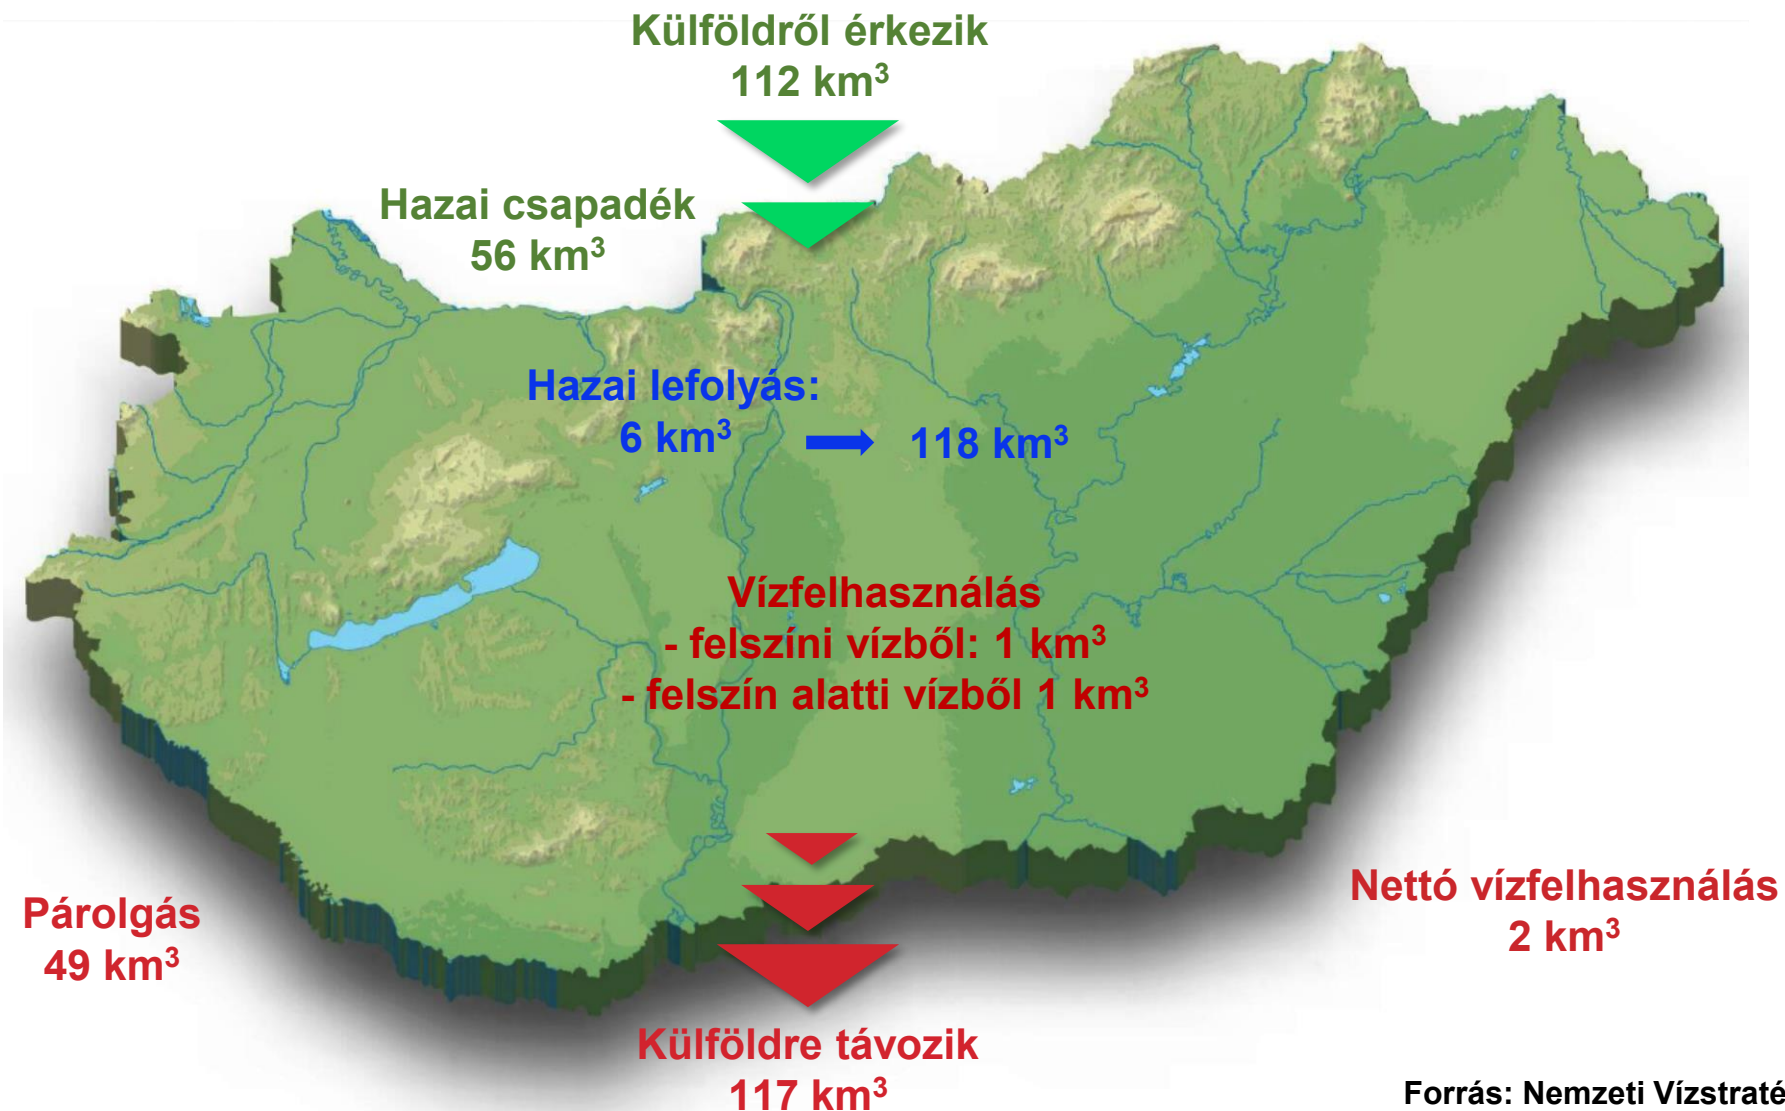 Külföldről érkezik
112 km³
Hazai csapadék
56 km³
Hazai lefolyás:
6 km³ 118 km³
Vízfelhasználás
- felszíni vízből: 1 km³
- felszín alatti vízből 1 km³
Párolgás
49 km³
Nettó vízfelhasználás
2 km³
Külföldre távozik
117 km³
Forrás: Nemzeti Vízstraté